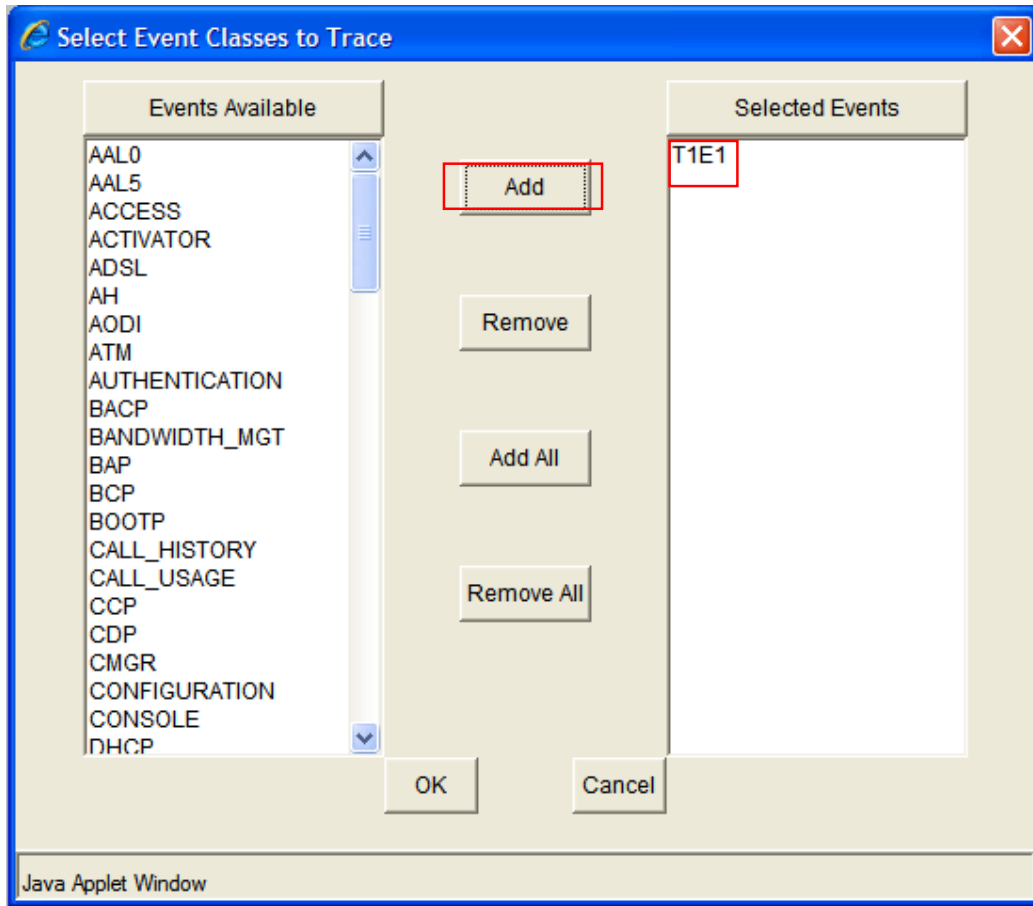 Select Event Classes to Trace
Events Available
AAL0
AAL5
ACCESS
ACTIVATOR
ADSL
AH
AODI
ATM
AUTHENTICATION
BACP
BANDWIDTH_MGT
BAP
BCP
BOOTP
CALL_HISTORY
CALL_USAGE
CCP
CDP
CMGR
CONFIGURATION
CONSOLE
DHCP
Add
Remove
Add All
Remove All
Selected Events
T1E1
OK
Cancel
Java Applet Window